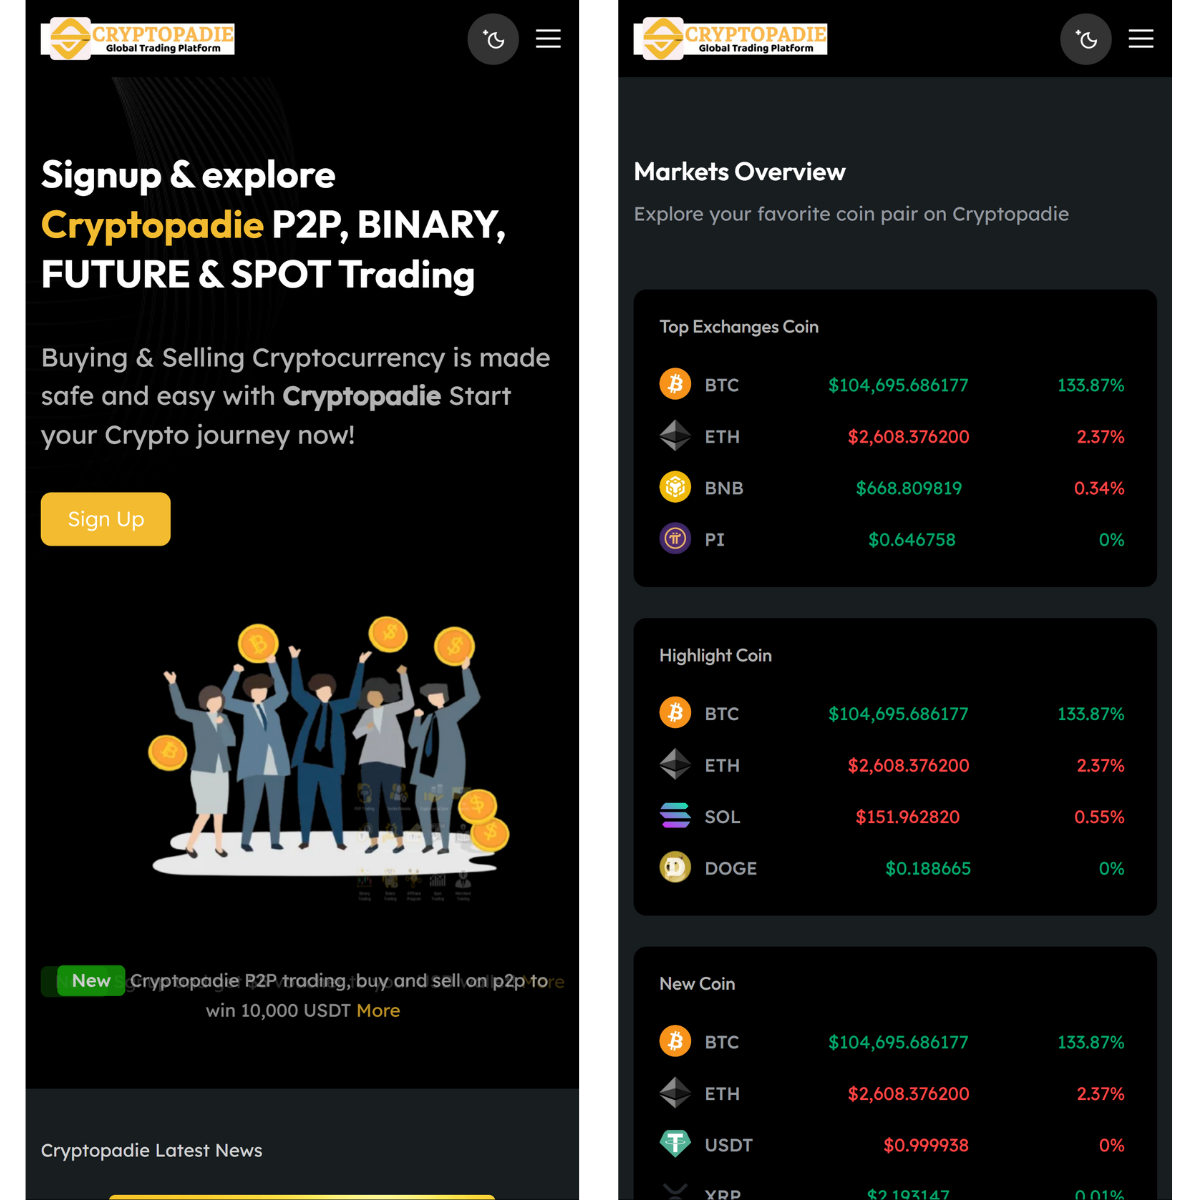 CRYPTOPADIE
Global Trading Platform
Signup & explore
Cryptopadie P2P, BINARY,
FUTURE & SPOT Trading
Buying & Selling Cryptocurrency is made
safe and easy with Cryptopadie Start
your Crypto journey now!
Sign Up
New Cryptopadie P2P trading, buy and sell on p2p to
win 10,000 USDT More
Cryptopadie Latest News
CRYPTOPADIE
Global Trading Platform
Markets Overview
Explore your favorite coin pair on Cryptopadie
Top Exchanges Coin
BTC $104,695.686177 133.87%
ETH $2,608.376200 2.37%
BNB $668.809819 0.34%
PI $0.646758 0%
Highlight Coin
BTC $104,695.686177 133.87%
ETH $2,608.376200 2.37%
SOL $151.962820 0.55%
DOGE $0.188665 0%
New Coin
BTC $104,695.686177 133.87%
ETH $2,608.376200 2.37%
USDT $0.999938 0%
XRP $2.193147 0.01%